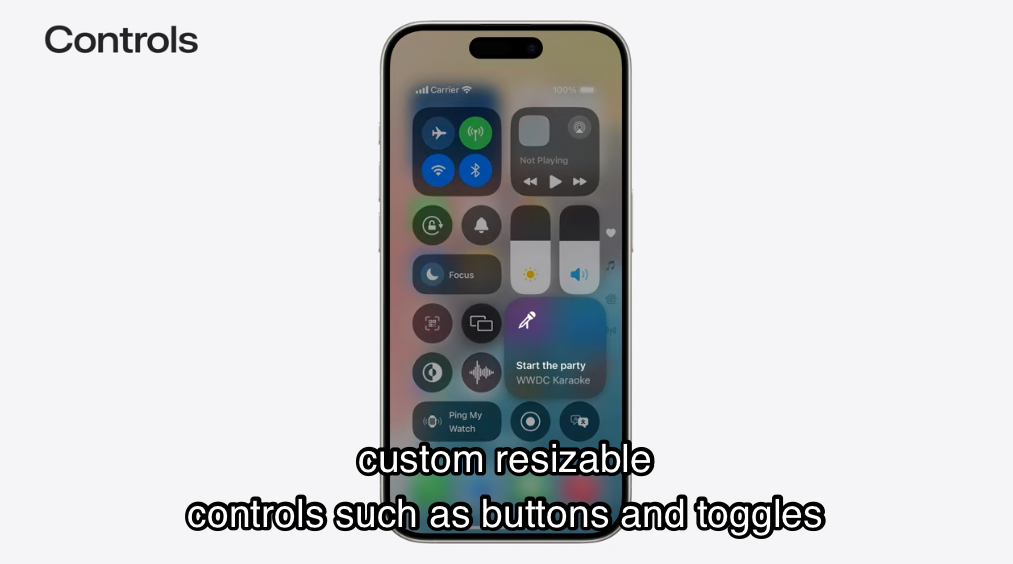 Controls
Carrier
100%
Not Playing
Focus
Start the party
WWDC Karaoke
Ping My
Watch
custom resizable
controls such as buttons and toggles